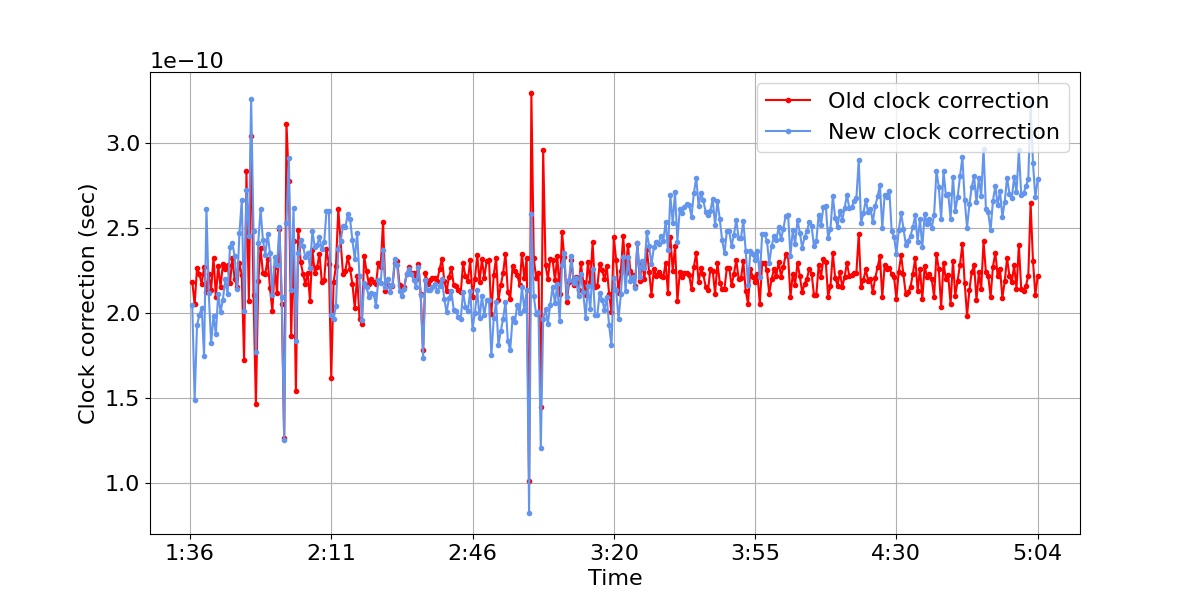 1e−10
Old clock correction
New clock correction
3.0
2.5
2.0
1.5
1.0
Clock correction (sec)
1:36 2:11 2:46 3:20 3:55 4:30 5:04
Time